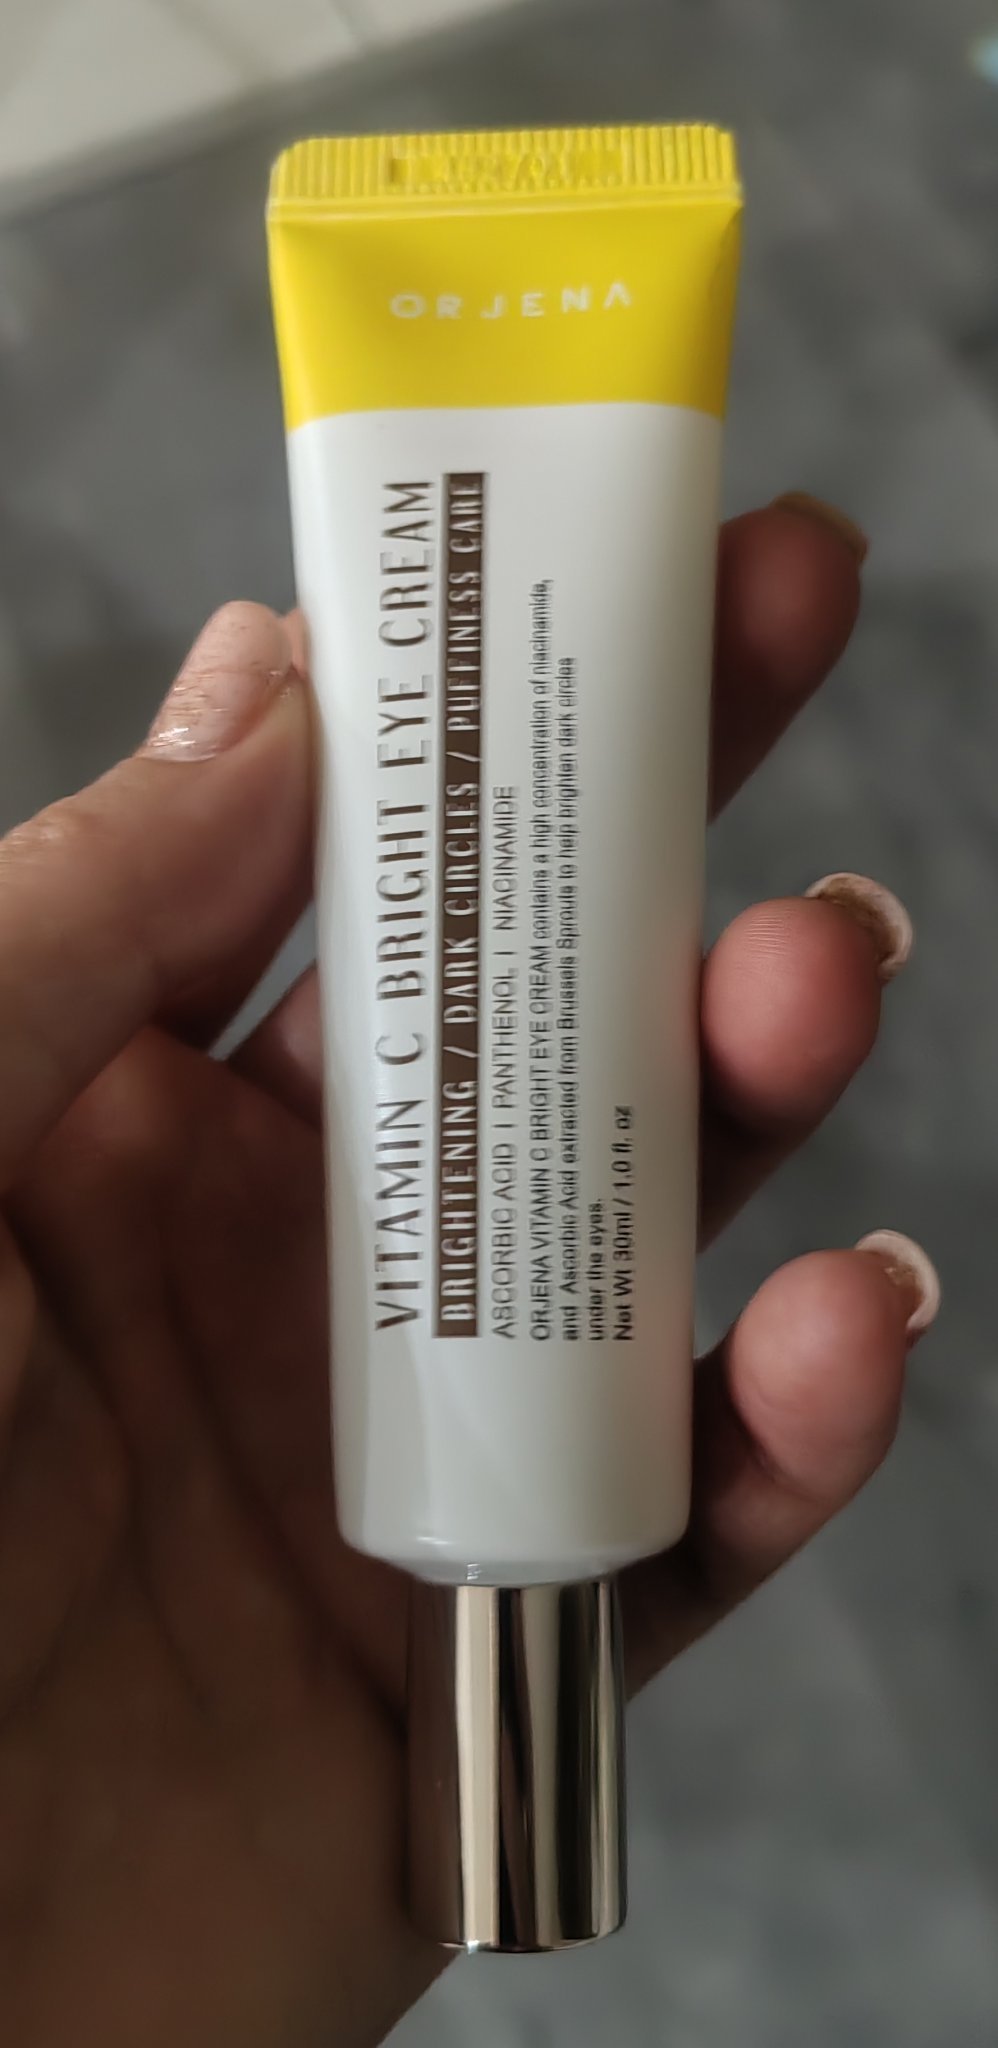 ORJENA
VITAMIN C BRIGHT EYE CREAM
BRIGHTENING / DARK CIRCLES / PUFFINESS CARE
ASCORBIC ACID | PANTHENOL | NIACINAMIDE
ORJENA VITAMIN C BRIGHT EYE CREAM contains a high concentration of niacinamide,
and Ascorbic Acid extracted from Brussels Sprouts to help brighten dark circles
under the eyes.
Net Wt 30ml / 1.0 fl. oz